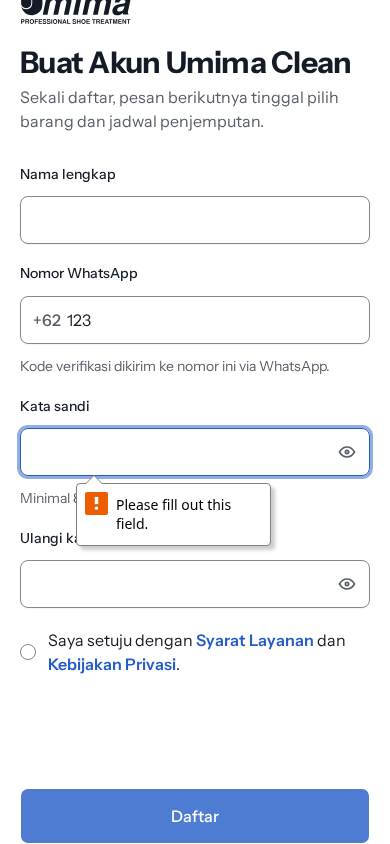 umima
PROFESSIONAL SHOE TREATMENT
Buat Akun Umima Clean
Sekali daftar, pesan berikutnya tinggal pilih
barang dan jadwal penjemputan.
Nama lengkap
Nomor WhatsApp
+62 123
Kode verifikasi dikirim ke nomor ini via WhatsApp.
Kata sandi
Minimal
Please fill out this
field.
Ulangi
Saya setuju dengan Syarat Layanan dan
Kebijakan Privasi.
Daftar